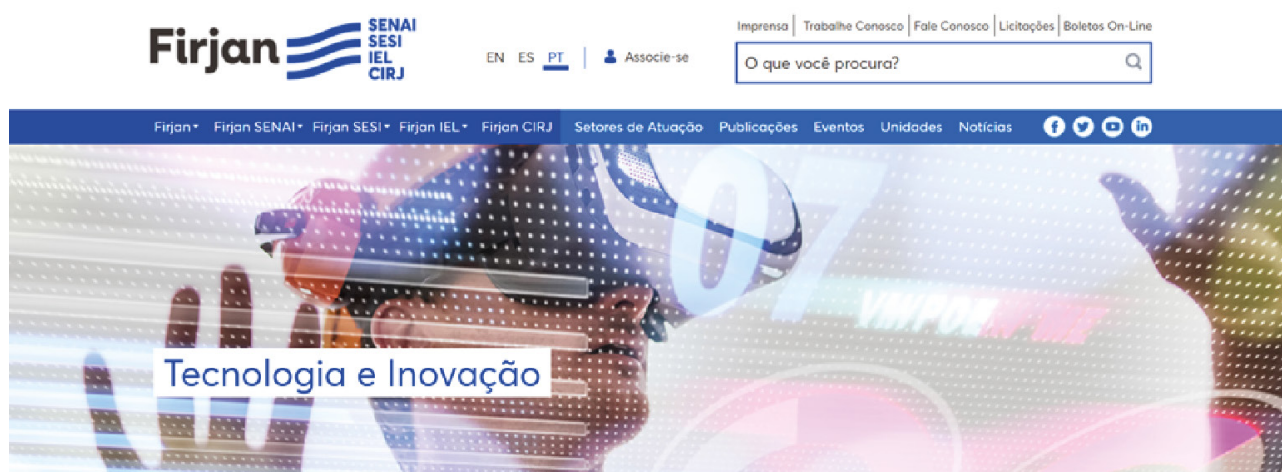 Firjan SENAI
SESI
IEL
CIRJ
EN ES PT | Associe-se
Imprensa | Trabalhe Conosco | Fale Conosco | Licitações | Boletos On-Line
O que você procura?
Firjan Firjan SENAI Firjan SESI Firjan IEL Firjan CIRJ Setores de Atuação Publicações Eventos Unidades Notícias
07
Tecnologia e Inovação